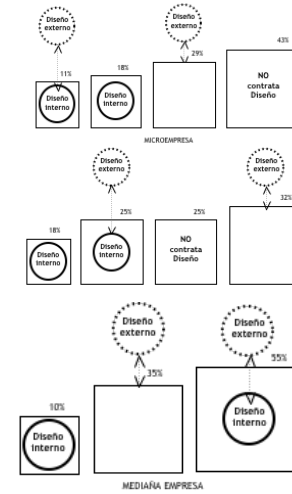 Diseño
externo
Diseño
externo
11%
18%
29%
43%
Diseño
interno
Diseño
interno
NO
contrata
Diseño
MICROEMPRESA
Diseño
externo
Diseño
externo
18%
25%
25%
32%
Diseño
interno
Diseño
interno
NO
contrata
Diseño
Diseño
externo
Diseño
externo
10%
35%
55%
Diseño
interno
Diseño
interno
MEDIAÑA EMPRESA